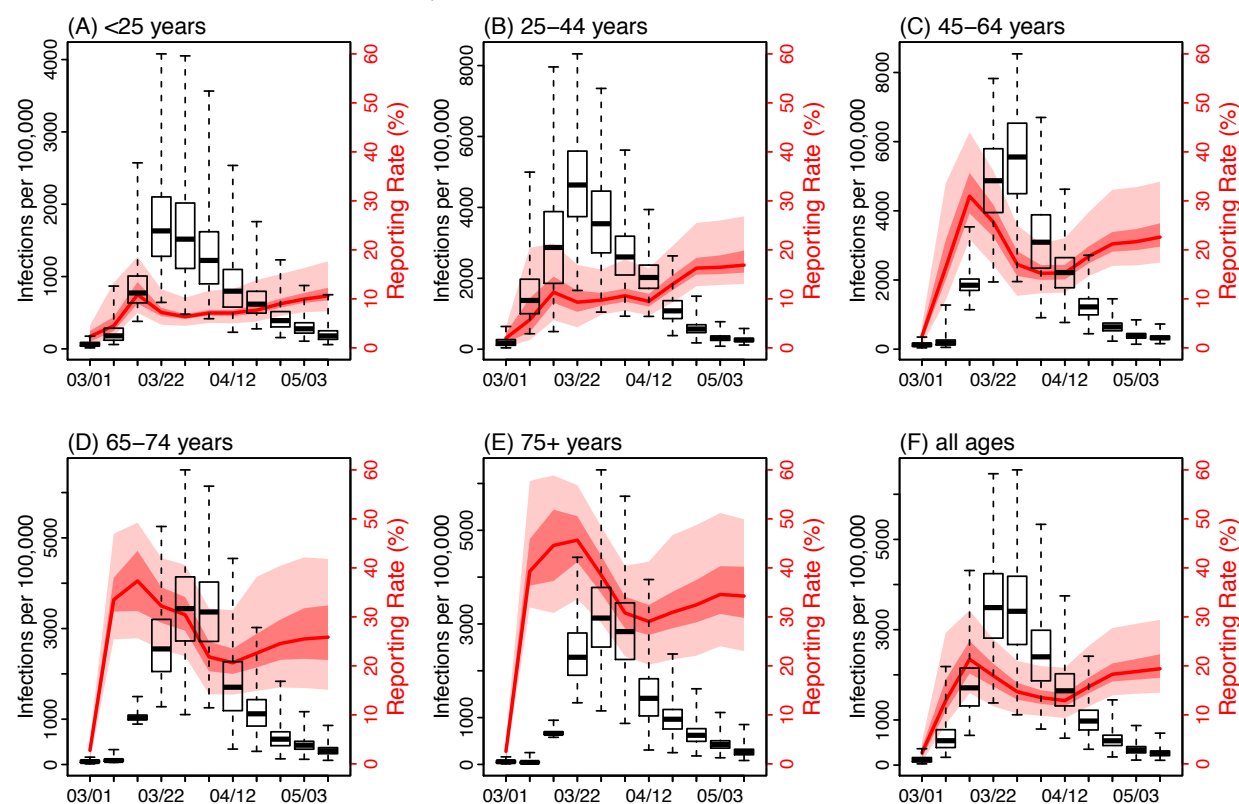 (A) <25 years
Infections per 100,000
0 1000 2000 3000 4000
03/01 03/22 04/12 05/03
0 10 20 30 40 50 60
Reporting Rate (%)
(B) 25−44 years
Infections per 100,000
0 2000 4000 6000 8000
03/01 03/22 04/12 05/03
0 10 20 30 40 50 60
Reporting Rate (%)
(C) 45−64 years
Infections per 100,000
0 2000 4000 6000 8000
03/01 03/22 04/12 05/03
0 10 20 30 40 50 60
Reporting Rate (%)
(D) 65−74 years
Infections per 100,000
0 1000 3000 5000
03/01 03/22 04/12 05/03
0 10 20 30 40 50 60
Reporting Rate (%)
(E) 75+ years
Infections per 100,000
0 1000 3000 5000
03/01 03/22 04/12 05/03
0 10 20 30 40 50 60
Reporting Rate (%)
(F) all ages
Infections per 100,000
0 1000 3000 5000
03/01 03/22 04/12 05/03
0 10 20 30 40 50 60
Reporting Rate (%)